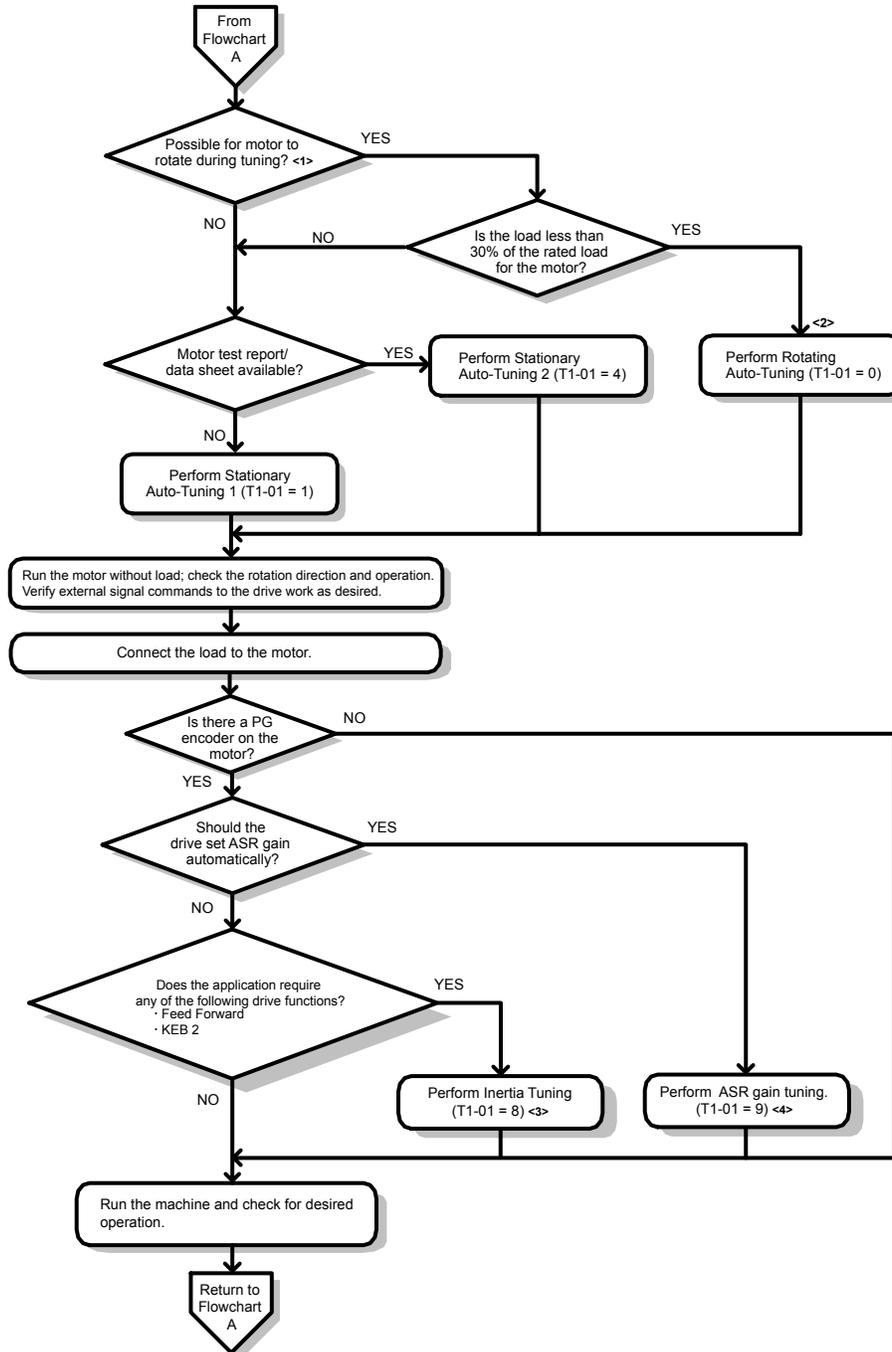 From
Flowchart
A
Possible for motor to
rotate during tuning? <1>
YES
NO
Is the load less than
30% of the rated load
for the motor?
NO
YES
<2>
Motor test report/
data sheet available?
YES
Perform Stationary
Auto-Tuning 2 (T1-01 = 4)
Perform Rotating
Auto-Tuning (T1-01 = 0)
NO
Perform Stationary
Auto-Tuning 1 (T1-01 = 1)
Run the motor without load; check the rotation direction and operation.
Verify external signal commands to the drive work as desired.
Connect the load to the motor.
Is there a PG
encoder on the
motor?
NO
YES
Should the
drive set ASR gain
automatically?
YES
NO
Does the application require
any of the following drive functions?
· Feed Forward
· KEB 2
YES
NO
Perform Inertia Tuning
(T1-01 = 8) <3>
Perform ASR gain tuning.
(T1-01 = 9) <4>
Run the machine and check for desired
operation.
Return to
Flowchart
A